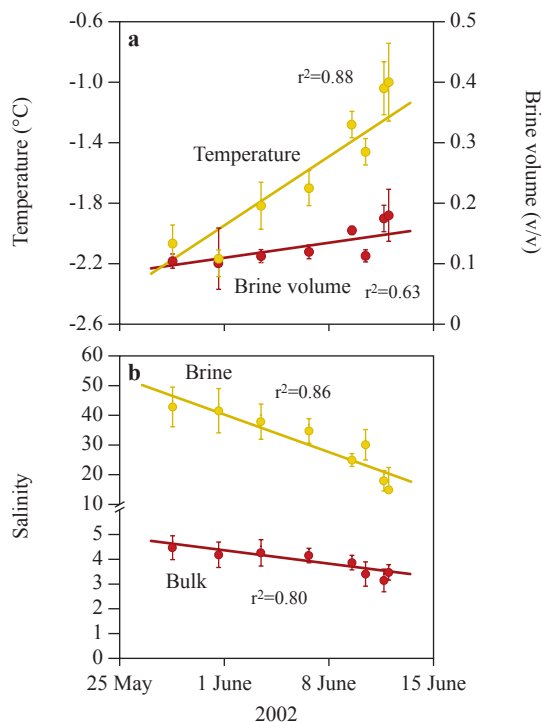 a
-0.6
-1.0
-1.4
-1.8
-2.2
-2.6
Temperature (°C)
0.5
0.4
0.3
0.2
0.1
0
Brine volume (v/v)
r²=0.88
Temperature
Brine volume
r²=0.63
b
60
50
40
30
20
10
5
4
3
2
1
0
Salinity
Brine
r²=0.86
Bulk
r²=0.80
25 May
1 June
8 June
15 June
2002